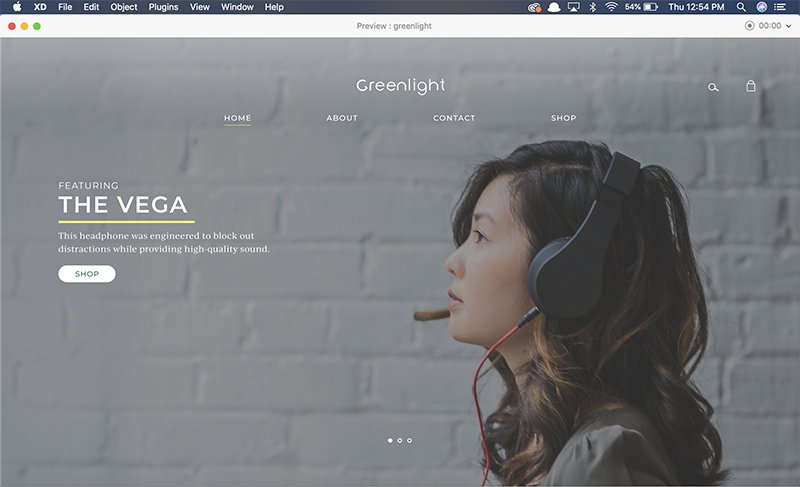 XD File Edit Object Plugins View Window Help 54% Thu 12:54 PM
Preview : greenlight 00:00
Greenlight
HOME ABOUT CONTACT SHOP
FEATURING
THE VEGA
This headphone was engineered to block out
distractions while providing high-quality sound.
SHOP